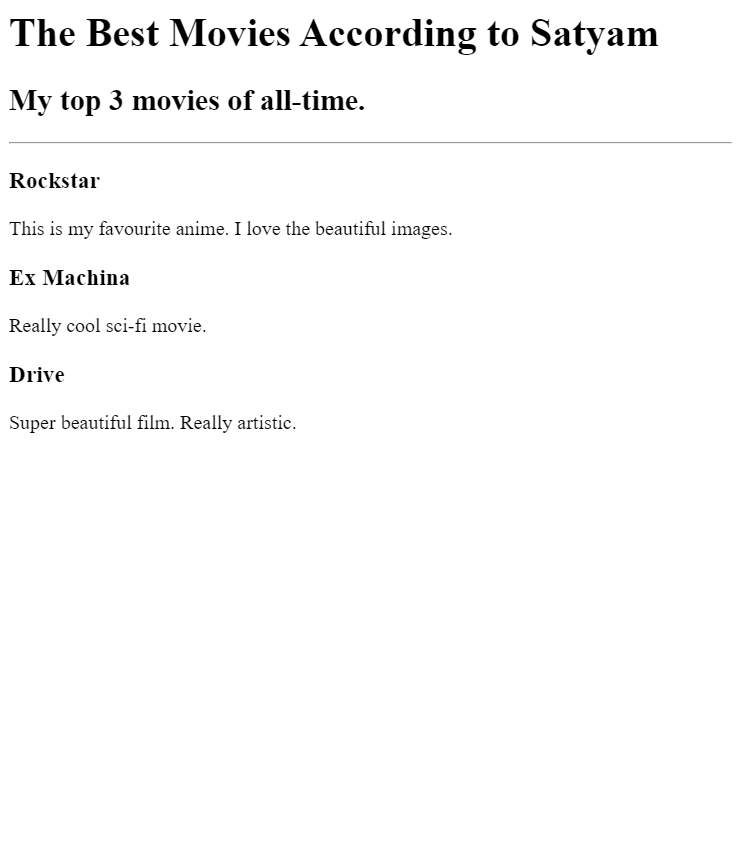 The Best Movies According to Satyam
My top 3 movies of all-time.
Rockstar
This is my favourite anime. I love the beautiful images.
Ex Machina
Really cool sci-fi movie.
Drive
Super beautiful film. Really artistic.